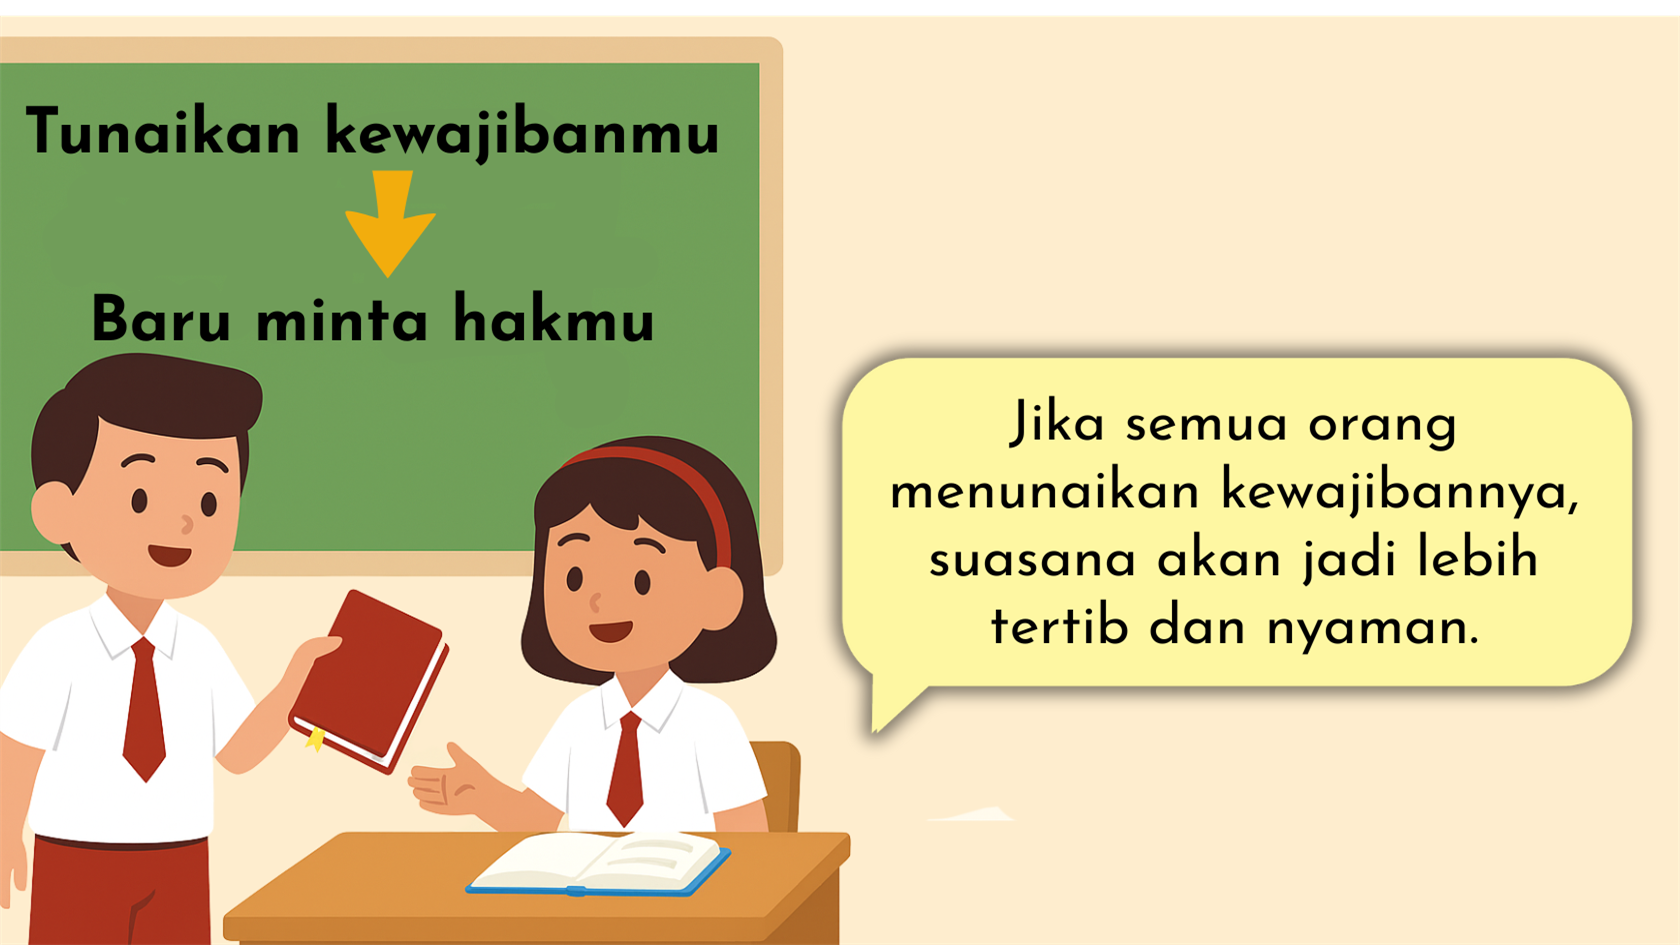 Tunaikan kewajibanmu
Baru minta hakmu
Jika semua orang
menunaikan kewajibannya,
suasana akan jadi lebih
tertib dan nyaman.